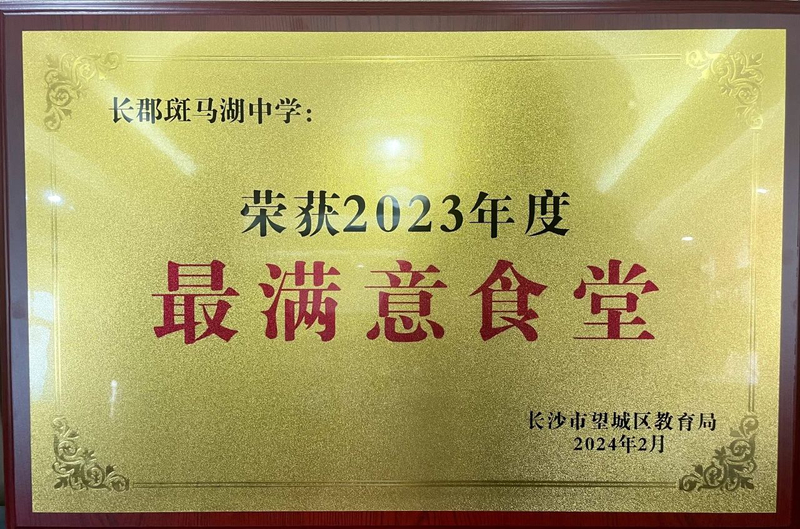 长郡斑马湖中学：
荣获2023年度
最满意食堂
长沙市望城区教育局
2024年2月